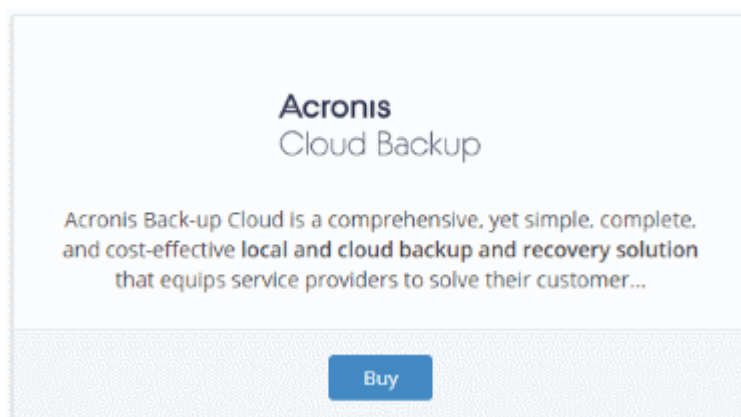 Acronis
Cloud Backup
Acronis Back-up Cloud is a comprehensive, yet simple, complete,
and cost-effective local and cloud backup and recovery solution
that equips service providers to solve their customer...
Buy